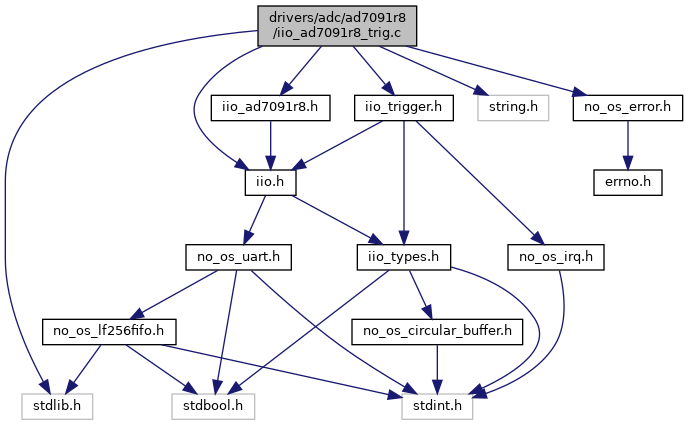 drivers/adc/ad7091r8
/iio_ad7091r8_trig.c
iio_ad7091r8.h
iio_trigger.h
string.h
no_os_error.h
iio.h
errno.h
no_os_uart.h
iio_types.h
no_os_irq.h
no_os_lf256fifo.h
no_os_circular_buffer.h
stdlib.h
stdbool.h
stdint.h